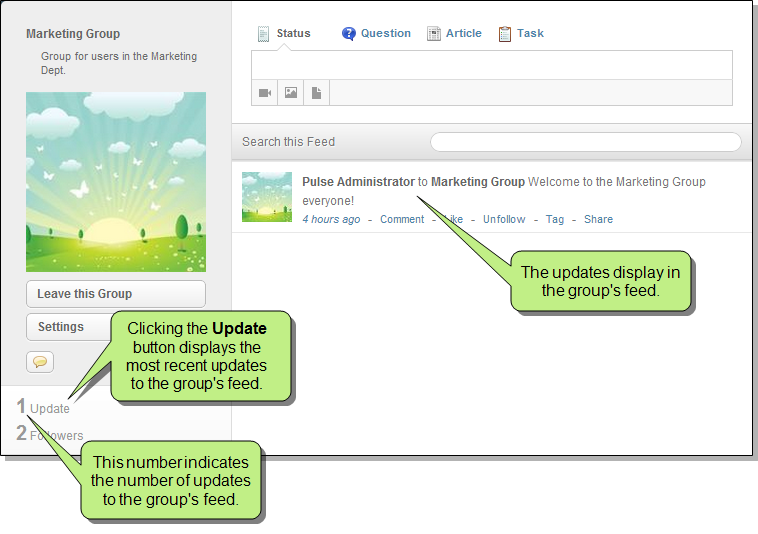 Marketing Group
Group for users in the Marketing
Dept.
Leave this Group
Settings
1 Update
2 Followers
Status Question Article Task
Search this Feed
Pulse Administrator to Marketing Group Welcome to the Marketing Group
everyone!
4 hours ago - Comment - Like - Unfollow - Tag - Share
The updates display in
the group's feed.
Clicking the Update
button displays the
most recent updates
to the group's feed.
This number indicates
the number of updates
to the group's feed.